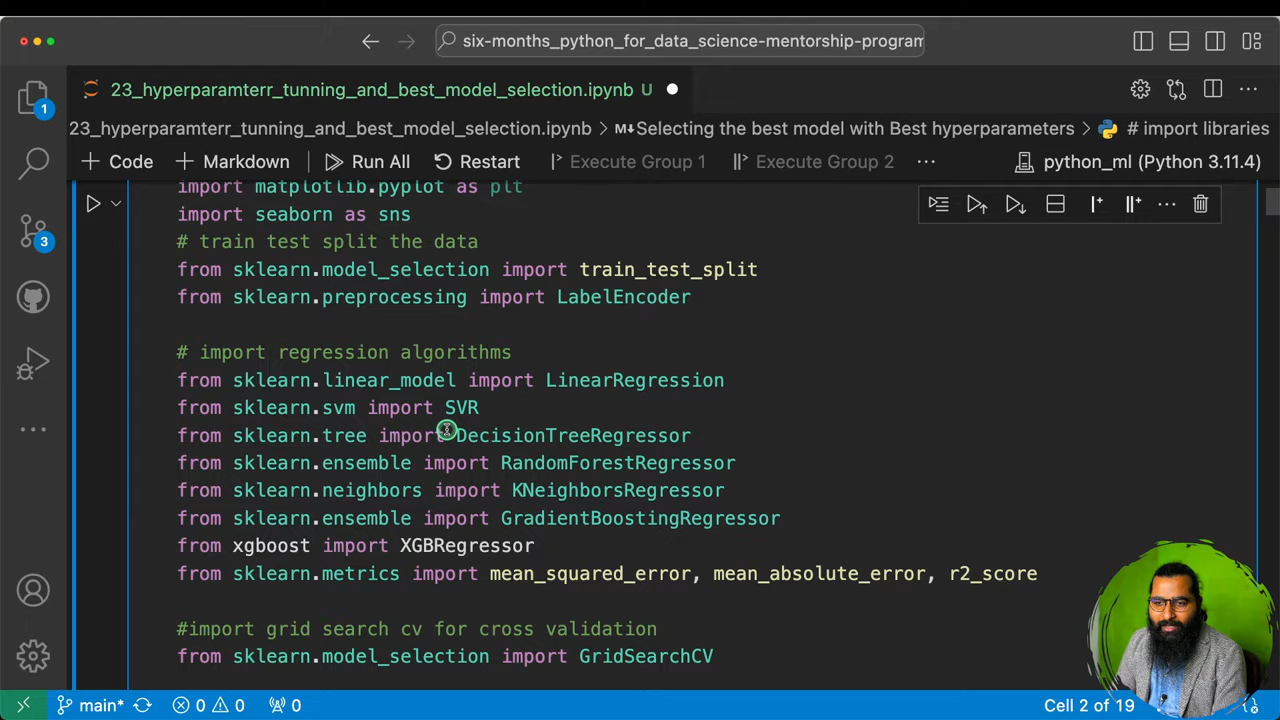 six-months_python_for_data_science-mentorship-program
23_hyperparamterr_tunning_and_best_model_selection.ipynb U
23_hyperparamterr_tunning_and_best_model_selection.ipynb > M↓Selecting the best model with Best hyperparameters > # import libraries
+ Code + Markdown Run All Restart Execute Group 1 Execute Group 2 ... python_ml (Python 3.11.4)
import matplotlib.pyplot as plt
import seaborn as sns
# train test split the data
from sklearn.model_selection import train_test_split
from sklearn.preprocessing import LabelEncoder
# import regression algorithms
from sklearn.linear_model import LinearRegression
from sklearn.svm import SVR
from sklearn.tree import DecisionTreeRegressor
from sklearn.ensemble import RandomForestRegressor
from sklearn.neighbors import KNeighborsRegressor
from sklearn.ensemble import GradientBoostingRegressor
from xgboost import XGBRegressor
from sklearn.metrics import mean_squared_error, mean_absolute_error, r2_score
#import grid search cv for cross validation
from sklearn.model_selection import GridSearchCV
1
3
main* 0 0 0 Cell 2 of 19